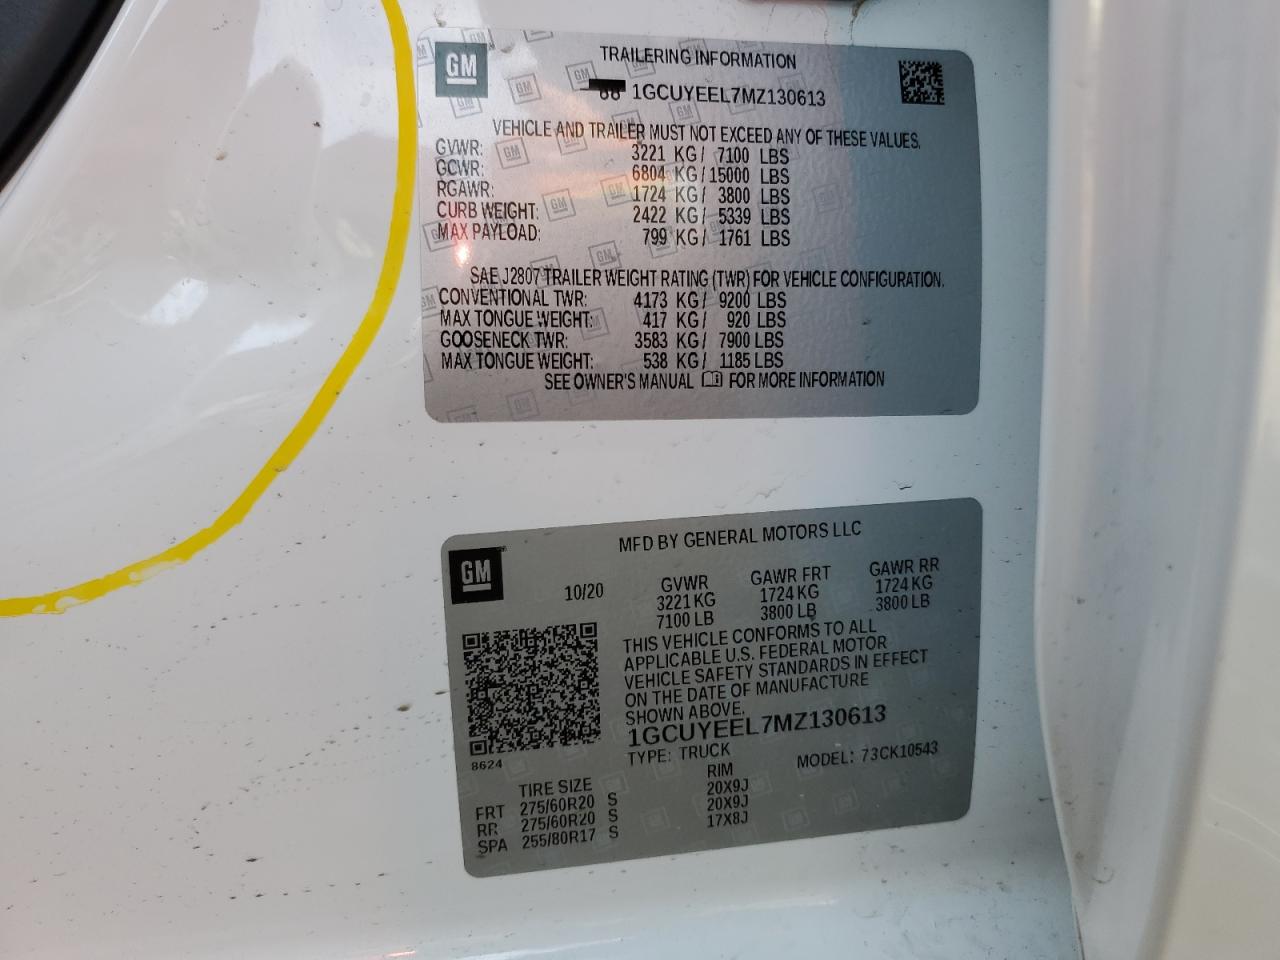 GM
TRAILERING INFORMATION
1GCUYEEL7MZ130613
VEHICLE AND TRAILER MUST NOT EXCEED ANY OF THESE VALUES.
GVWR: 3221 KG / 7100 LBS
GCWR: 6804 KG / 15000 LBS
RGAWR: 1724 KG / 3800 LBS
CURB WEIGHT: 2422 KG / 5339 LBS
MAX PAYLOAD: 799 KG / 1761 LBS
SAE J2807 TRAILER WEIGHT RATING (TWR) FOR VEHICLE CONFIGURATION.
CONVENTIONAL TWR: 4173 KG / 9200 LBS
MAX TONGUE WEIGHT: 417 KG / 920 LBS
GOOSENECK TWR: 3583 KG / 7900 LBS
MAX TONGUE WEIGHT: 538 KG / 1185 LBS
SEE OWNER'S MANUAL FOR MORE INFORMATION
GM
MFD BY GENERAL MOTORS LLC
10/20 GVWR GAWR FRT GAWR RR
3221 KG 1724 KG 1724 KG
7100 LB 3800 LB 3800 LB
THIS VEHICLE CONFORMS TO ALL
APPLICABLE U.S. FEDERAL MOTOR
VEHICLE SAFETY STANDARDS IN EFFECT
ON THE DATE OF MANUFACTURE
SHOWN ABOVE.
1GCUYEEL7MZ130613
8624 TYPE: TRUCK MODEL: 73CK10543
TIRE SIZE RIM
FRT 275/60R20 S 20X9J
RR 275/60R20 S 20X9J
SPA 255/80R17 S 17X8J